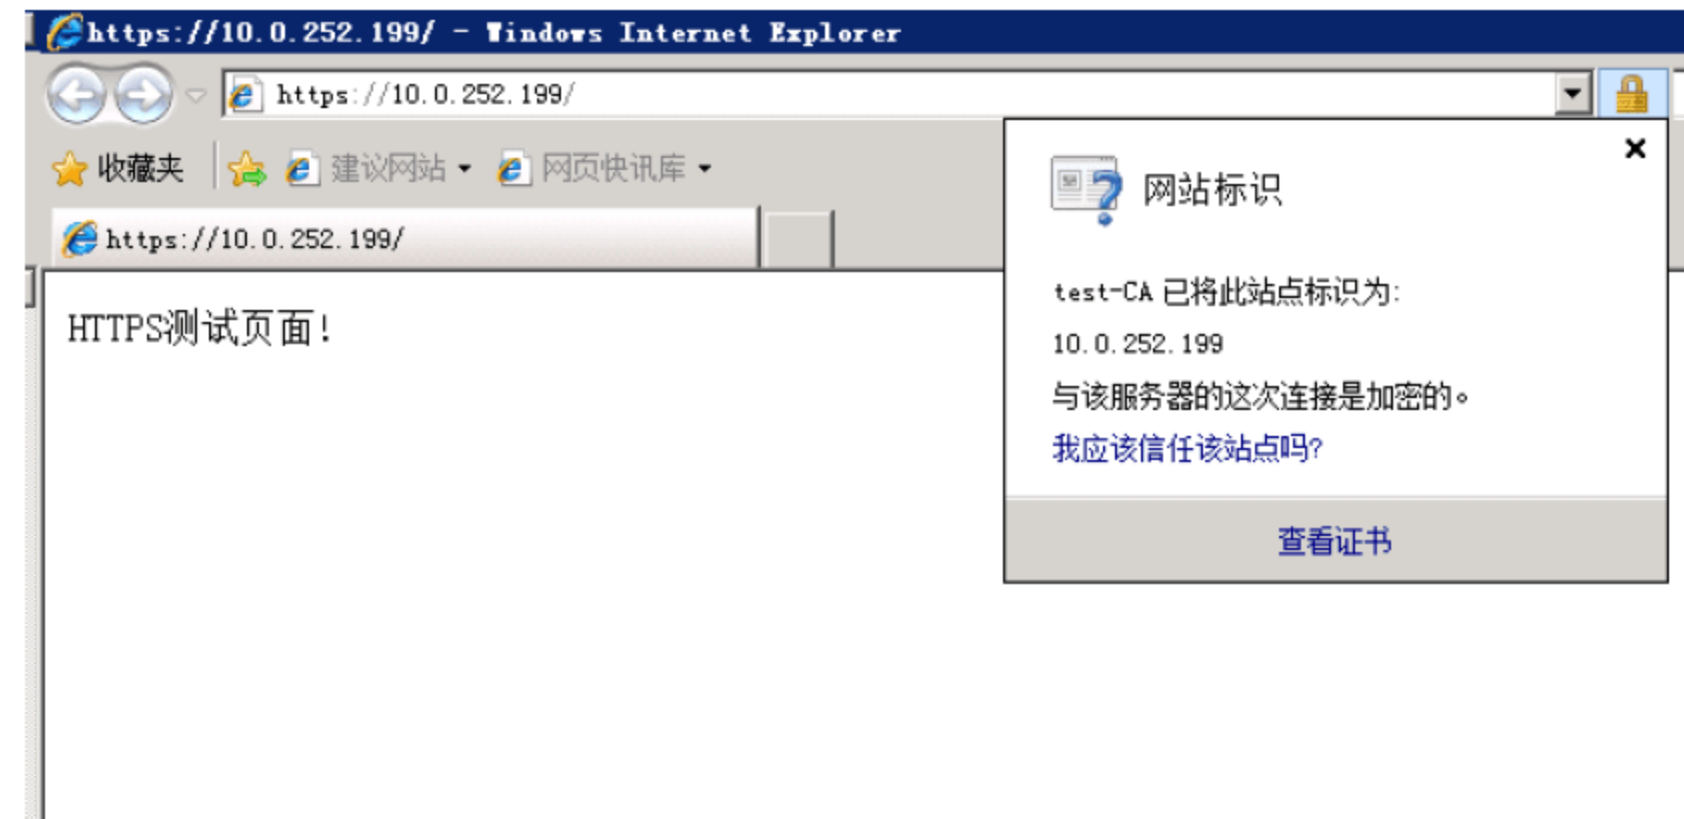 https://10.0.252.199/ - Windows Internet Explorer
https://10.0.252.199/
收藏夹 建议网站 网页快讯库
https://10.0.252.199/
HTTPS测试页面!
网站标识
test-CA 已将此站点标识为:
10.0.252.199
与该服务器的这次连接是加密的。
我应该信任该站点吗?
查看证书